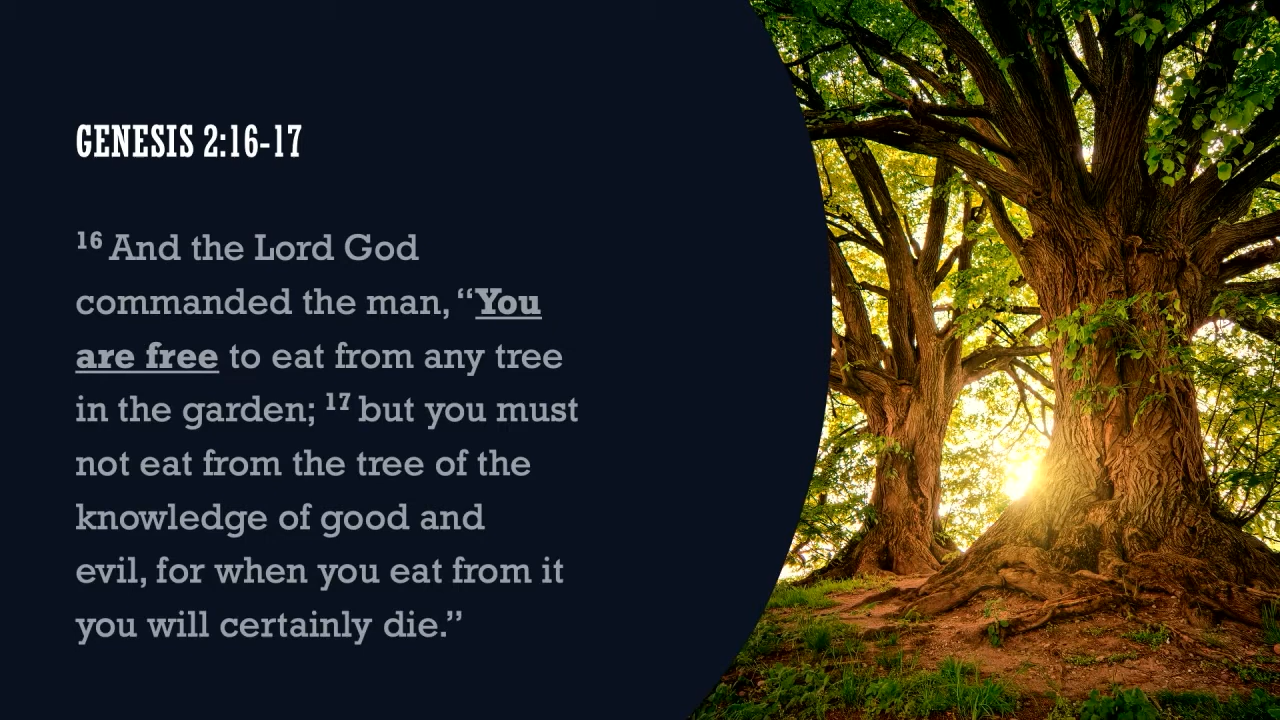 GENESIS 2:16-17
16 And the Lord God
commanded the man, “You
are free to eat from any tree
in the garden; 17 but you must
not eat from the tree of the
knowledge of good and
evil, for when you eat from it
you will certainly die.”